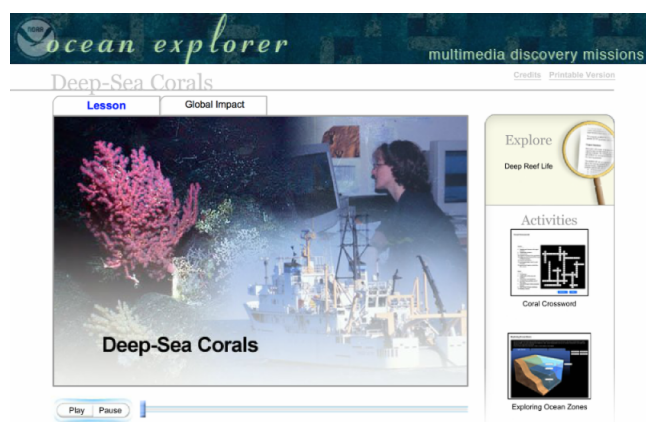 NOAA
ocean explorer
multimedia discovery missions
Deep-Sea Corals
Credits Printable Version
Lesson Global Impact
Explore
Deep Reef Life
Activities
Coral Crossword
Deep-Sea Corals
Exploring Ocean Zones
Play Pause